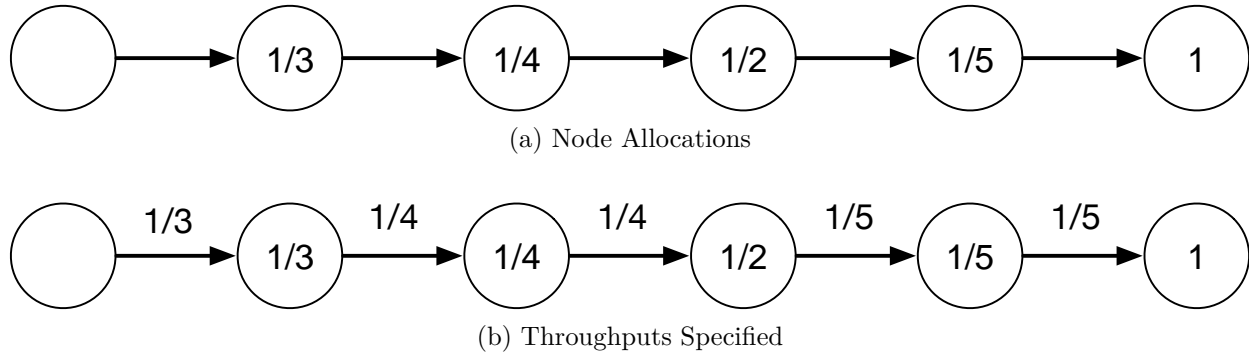 1/3 1/4 1/2 1/5 1
(a) Node Allocations
1/3 1/4 1/4 1/5 1/5
1/3 1/4 1/2 1/5 1
(b) Throughputs Specified